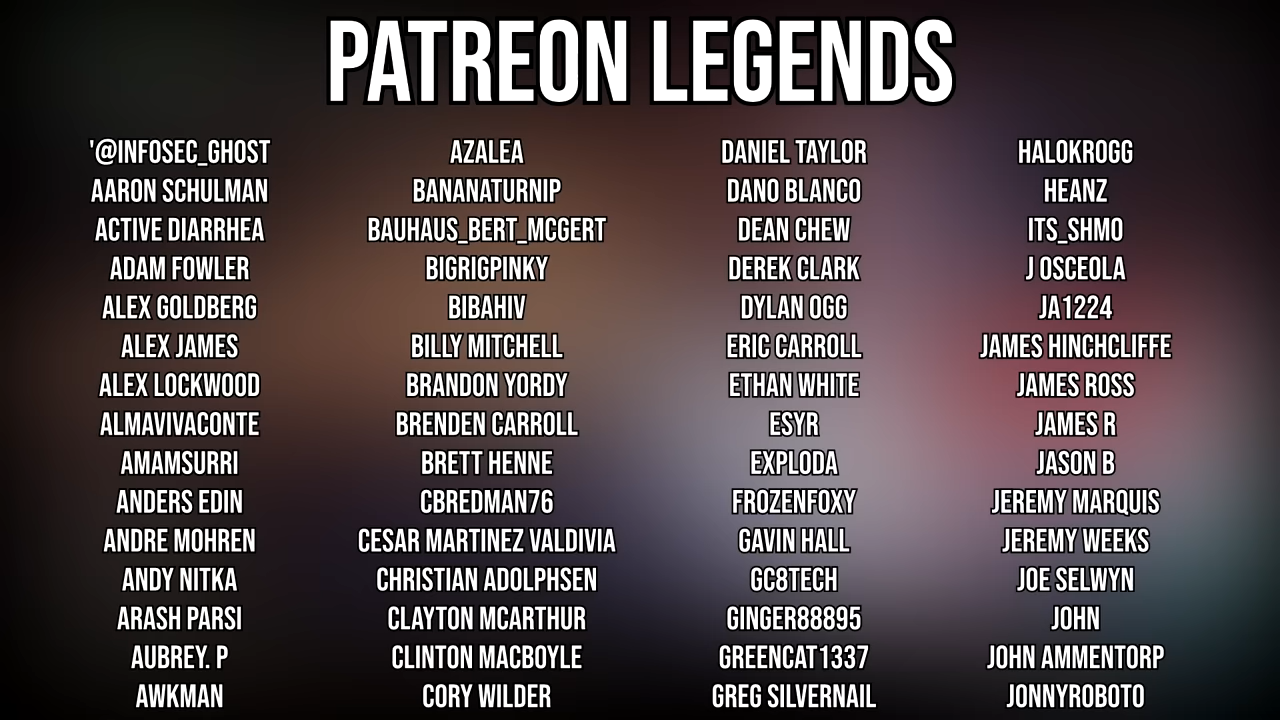 PATREON LEGENDS
'@INFOSEC_GHOST
AARON SCHULMAN
ACTIVE DIARRHEA
ADAM FOWLER
ALEX GOLDBERG
ALEX JAMES
ALEX LOCKWOOD
ALMAVIVACONTE
AMAMSURRI
ANDERS EDIN
ANDRE MOHREN
ANDY NITKA
ARASH PARSI
AUBREY. P
AWKMAN
AZALEA
BANANATURNIP
BAUHAUS_BERT_MCGERT
BIGRIGPINKY
BIBAHIV
BILLY MITCHELL
BRANDON YORDY
BRENDEN CARROLL
BRETT HENNE
CBREDMAN76
CESAR MARTINEZ VALDIVIA
CHRISTIAN ADOLPHSEN
CLAYTON MCARTHUR
CLINTON MACBOYLE
CORY WILDER
DANIEL TAYLOR
DANO BLANCO
DEAN CHEW
DEREK CLARK
DYLAN OGG
ERIC CARROLL
ETHAN WHITE
ESYR
EXPLODA
FROZENFOXY
GAVIN HALL
GC8TECH
GINGER88895
GREENCAT1337
GREG SILVERNAIL
HALOKROGG
HEANZ
ITS_SHMO
J OSCEOLA
JA1224
JAMES HINCHCLIFFE
JAMES ROSS
JAMES R
JASON B
JEREMY MARQUIS
JEREMY WEEKS
JOE SELWYN
JOHN
JOHN AMMENTORP
JONNYROBOTO